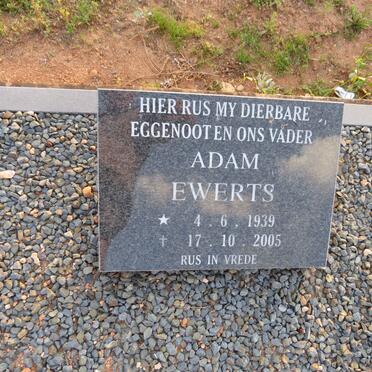 HIER RUS MY DIERBARE
EGGENOOT EN ONS VADER
ADAM
EWERTS
★ 4 . 6 . 1939
† 17 . 10 . 2005
RUS IN VREDE